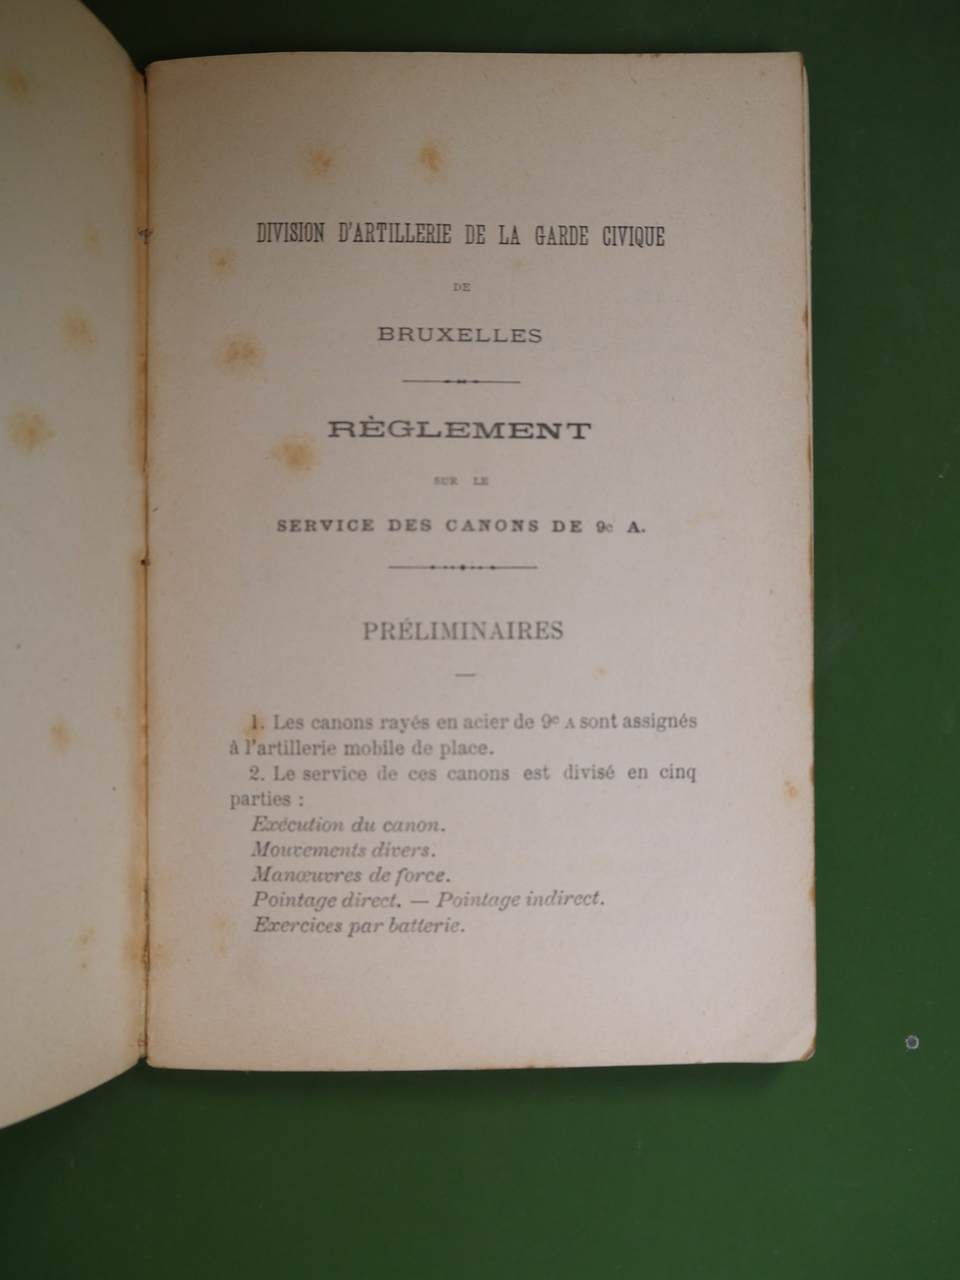 DIVISION D'ARTILLERIE DE LA GARDE CIVIQUE
DE
BRUXELLES
RÈGLEMENT
SUR LE
SERVICE DES CANONS DE 9c A.
PRÉLIMINAIRES
1. Les canons rayés en acier de 9c A sont assignés
à l'artillerie mobile de place.
2. Le service de ces canons est divisé en cinq
parties :
Exécution du canon.
Mouvements divers.
Manœuvres de force.
Pointage direct. — Pointage indirect.
Exercices par batterie.